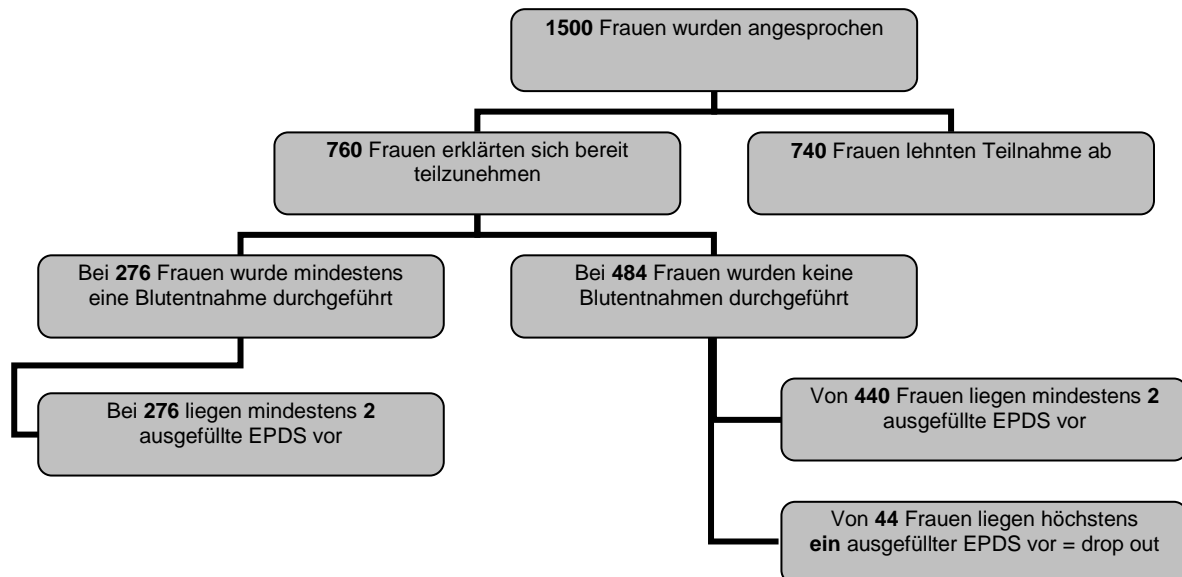 1500 Frauen wurden angesprochen
760 Frauen erklärten sich bereit
teilzunehmen
740 Frauen lehnten Teilnahme ab
Bei 276 Frauen wurde mindestens
eine Blutentnahme durchgeführt
Bei 484 Frauen wurden keine
Blutentnahmen durchgeführt
Bei 276 liegen mindestens 2
ausgefüllte EPDS vor
Von 440 Frauen liegen mindestens 2
ausgefüllte EPDS vor
Von 44 Frauen liegen höchstens
ein ausgefüllter EPDS vor = drop out